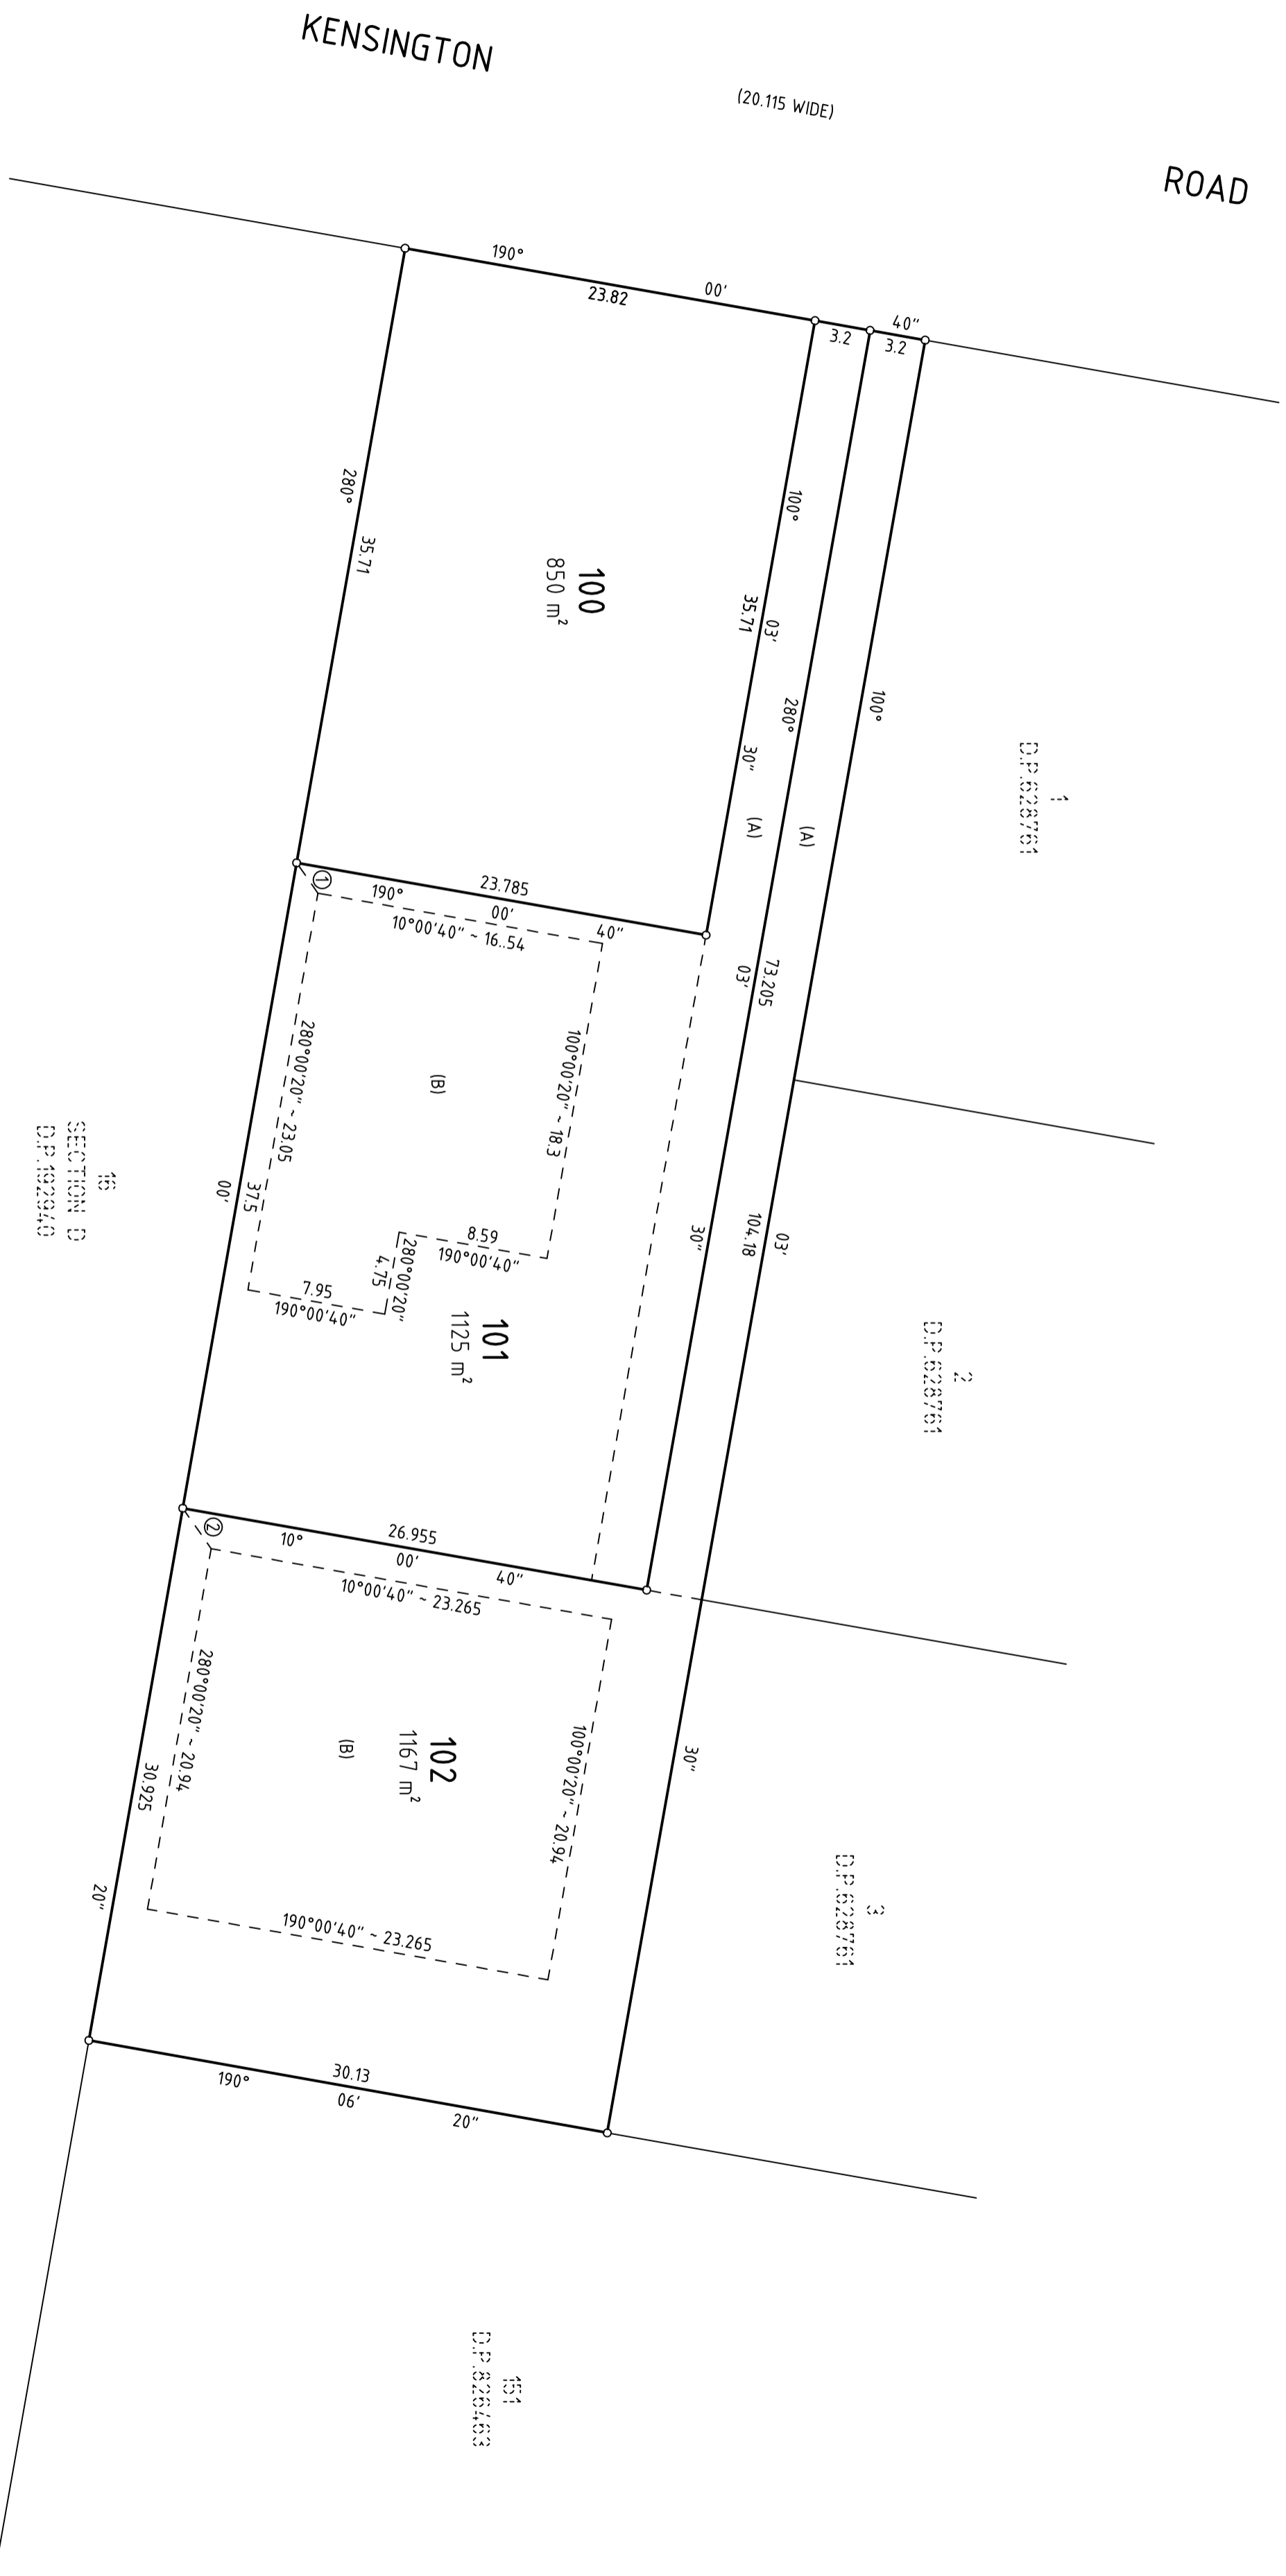 KENSINGTON
(20.115 WIDE)
ROAD
190°
00'
40"
23.82
3.2
3.2
280°
35.71
100°
03'
30"
35.71
100
850 m²
280°
03'
30"
73.205
(A)
(A)
100°
03'
30"
104.18
1
D.P.628761
1
23.785
190°
00'
40"
10°00'40" ~ 16..54
100°00'20" ~ 18.3
280°00'20" ~ 23.05
(B)
8.59
190°00'40"
280°00'20"
4.75
7.95
190°00'40"
37.5
00'
101
1125 m²
16
SECTION D
D.P.192940
2
D.P.628761
2
26.955
10°
00'
40"
10°00'40" ~ 23.265
280°00'20" ~ 20.94
100°00'20" ~ 20.94
102
1167 m²
(B)
30.925
20"
190°00'40" ~ 23.265
3
D.P.628761
30.13
190°
06'
20"
151
D.P.826463